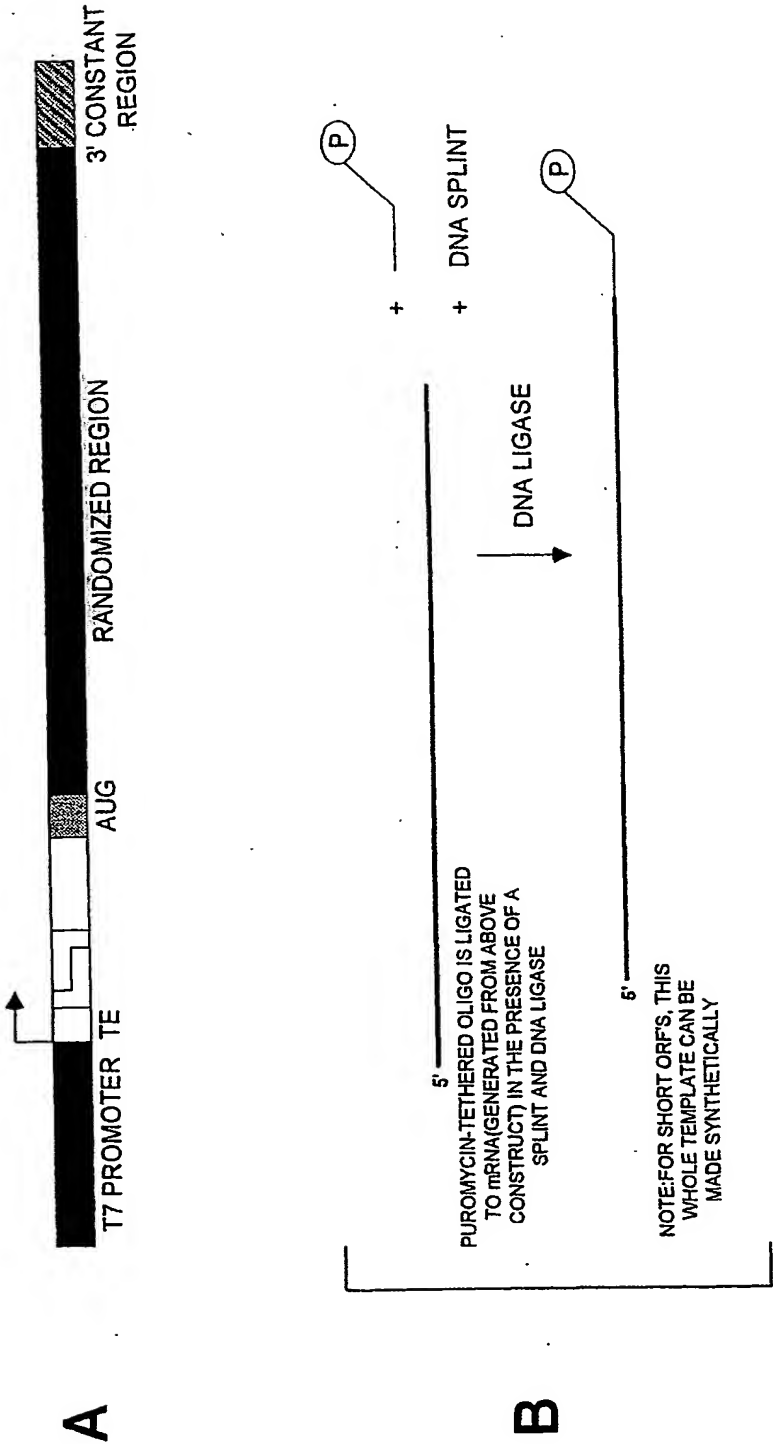 A
T7 PROMOTER TE AUG RANDOMIZED REGION 3' CONSTANT
REGION
B
5'
+
P
PUROMYCIN-TETHERED OLIGO IS LIGATED
TO mRNA(GENERATED FROM ABOVE
CONSTRUCT) IN THE PRESENCE OF A
SPLINT AND DNA LIGASE
+ DNA SPLINT
DNA LIGASE
5'
P
NOTE:FOR SHORT ORF'S, THIS
WHOLE TEMPLATE CAN BE
MADE SYNTHETICALLY